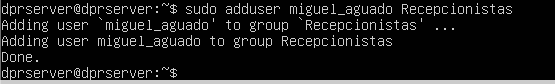 dprserver@dprserver:~$ sudo adduser miguel_aguado Recepcionistas
Adding user `miguel_aguado' to group `Recepcionistas' ...
Adding user miguel_aguado to group Recepcionistas
Done.
dprserver@dprserver:~$